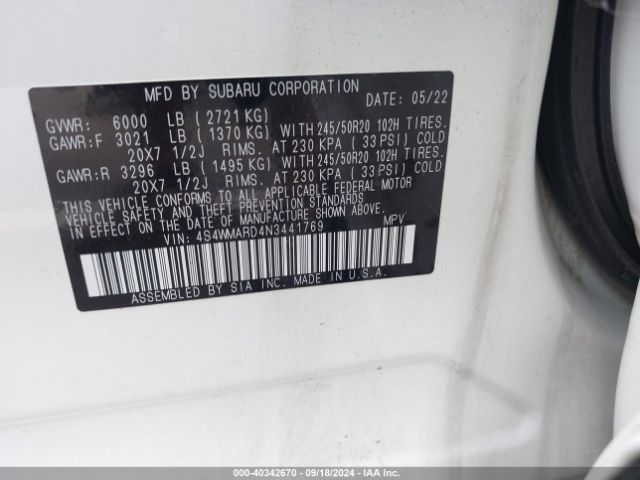 MFD BY SUBARU CORPORATION
DATE: 05/22
GVWR: 6000 LB ( 2721 KG)
GAWR:F 3021 LB ( 1370 KG) WITH 245/50R20 102H TIRES.
20X7 1/2J RIMS. AT 230 KPA ( 33 PSI) COLD
GAWR:R 3296 LB ( 1495 KG) WITH 245/50R20 102H TIRES.
20X7 1/2J RIMS. AT 230 KPA ( 33 PSI) COLD
THIS VEHICLE CONFORMS TO ALL APPLICABLE FEDERAL MOTOR
VEHICLE SAFETY AND THEFT PREVENTION STANDARDS
IN EFFECT ON THE DATE OF MANUFACTURE SHOWN ABOVE.
VIN: 4S4WMARD4N3441769 MPV
ASSEMBLED BY SIA INC. MADE IN U.S.A.
000-40342670 - 09/18/2024 - IAA Inc.